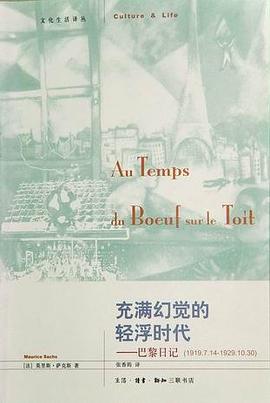 文化生活译丛
Culture & Life
Au Temps
du Boeuf sur le Toit
充满幻觉的
轻浮时代
——巴黎日记 (1919.7.14-1929.10.30)
Maurice Sachs
[法] 莫里斯·萨克斯 著
张香筠 译
生活·读书·新知 三联书店